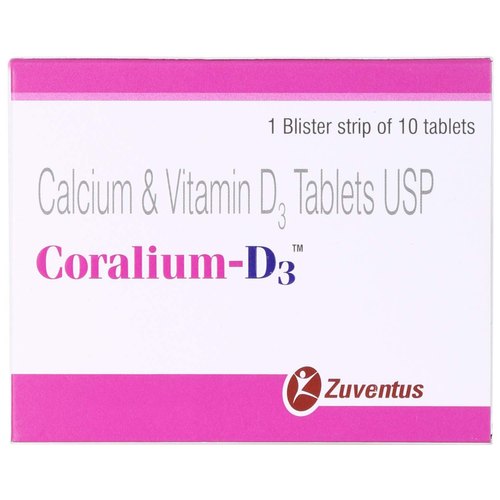 1 Blister strip of 10 tablets
Calcium & Vitamin D₃ Tablets USP
Coralium-D₃™
Zuventus